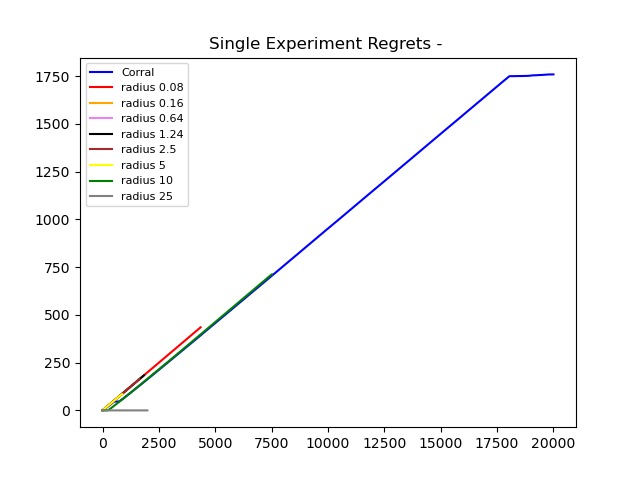 Single Experiment Regrets -
Corral
radius 0.08
radius 0.16
radius 0.64
radius 1.24
radius 2.5
radius 5
radius 10
radius 25
1750
1500
1250
1000
750
500
250
0
0 2500 5000 7500 10000 12500 15000 17500 20000